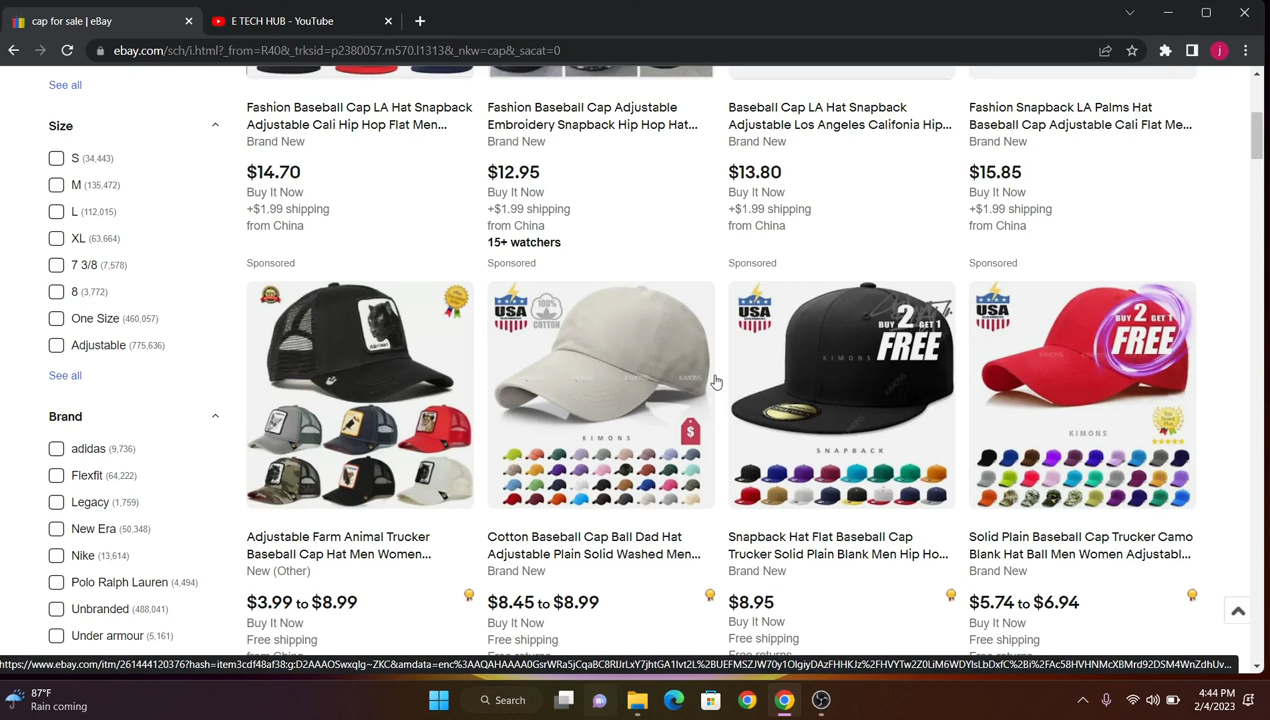 cap for sale | eBay
E TECH HUB - YouTube
ebay.com/sch/i.html?_from=R40&_trksid=p2380057.m570.l1313&_nkw=cap&_sacat=0
j
See all
Size
S (34,443)
M (135,472)
L (112,015)
XL (63,664)
7 3/8 (7,578)
8 (3,772)
One Size (460,057)
Adjustable (775,636)
See all
Brand
adidas (9,736)
Flexfit (64,222)
Legacy (1,759)
New Era (50,348)
Nike (13,614)
Polo Ralph Lauren (4,494)
Unbranded (488,041)
Under armour (5,161)
Fashion Baseball Cap LA Hat Snapback
Adjustable Cali Hip Hop Flat Men...
Brand New
$14.70
Buy It Now
+$1.99 shipping
from China
Fashion Baseball Cap Adjustable
Embroidery Snapback Hip Hop Hat...
Brand New
$12.95
Buy It Now
+$1.99 shipping
from China
15+ watchers
Baseball Cap LA Hat Snapback
Adjustable Los Angeles Califonia Hip...
Brand New
$13.80
Buy It Now
+$1.99 shipping
from China
Fashion Snapback LA Palms Hat
Baseball Cap Adjustable Cali Flat Me...
Brand New
$15.85
Buy It Now
+$1.99 shipping
from China
Sponsored
Sponsored
Sponsored
Sponsored
USA
100%
COTTON
KIMONS
$
USA
BUY 2 GET 1
FREE
KIMONS
SNAPBACK
USA
BUY 2 GET 1
FREE
KIMONS
Adjustable Farm Animal Trucker
Baseball Cap Hat Men Women...
New (Other)
$3.99 to $8.99
Buy It Now
Free shipping
from China
Cotton Baseball Cap Ball Dad Hat
Adjustable Plain Solid Washed Men...
Brand New
$8.45 to $8.99
Buy It Now
Free shipping
Snapback Hat Flat Baseball Cap
Trucker Solid Plain Blank Men Hip Ho...
Brand New
$8.95
Buy It Now
Free shipping
Free returns
Solid Plain Baseball Cap Trucker Camo
Blank Hat Ball Men Women Adjustabl...
Brand New
$5.74 to $6.94
Buy It Now
Free shipping
87°F
Rain coming
Search
4:44 PM
2/4/2023